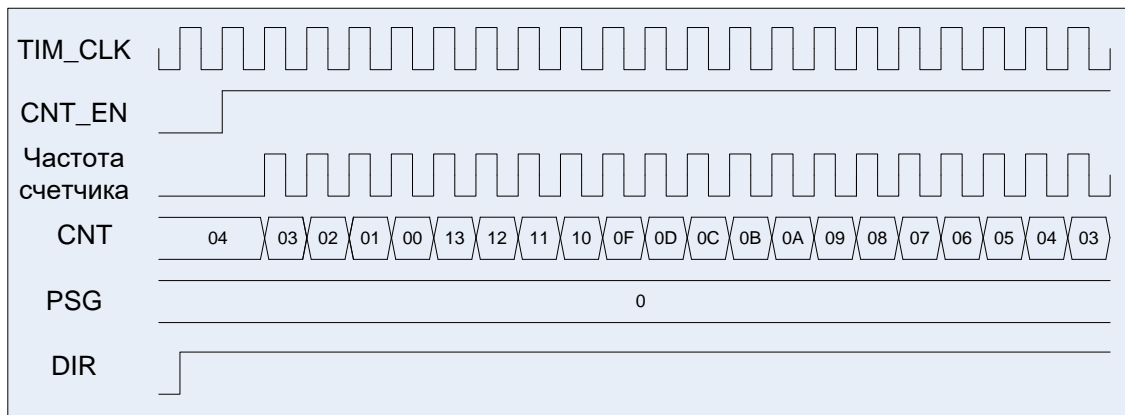 TIM_CLK
CNT_EN
Частота
счетчика
CNT 04 03 02 01 00 13 12 11 10 0F 0D 0C 0B 0A 09 08 07 06 05 04 03
PSG 0
DIR